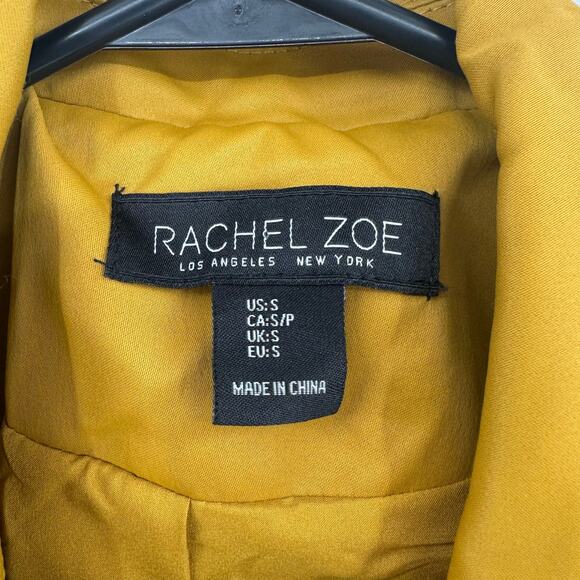 RACHEL ZOE
LOS ANGELES NEW YORK
US: S
CA: S/P
UK: S
EU: S
MADE IN CHINA